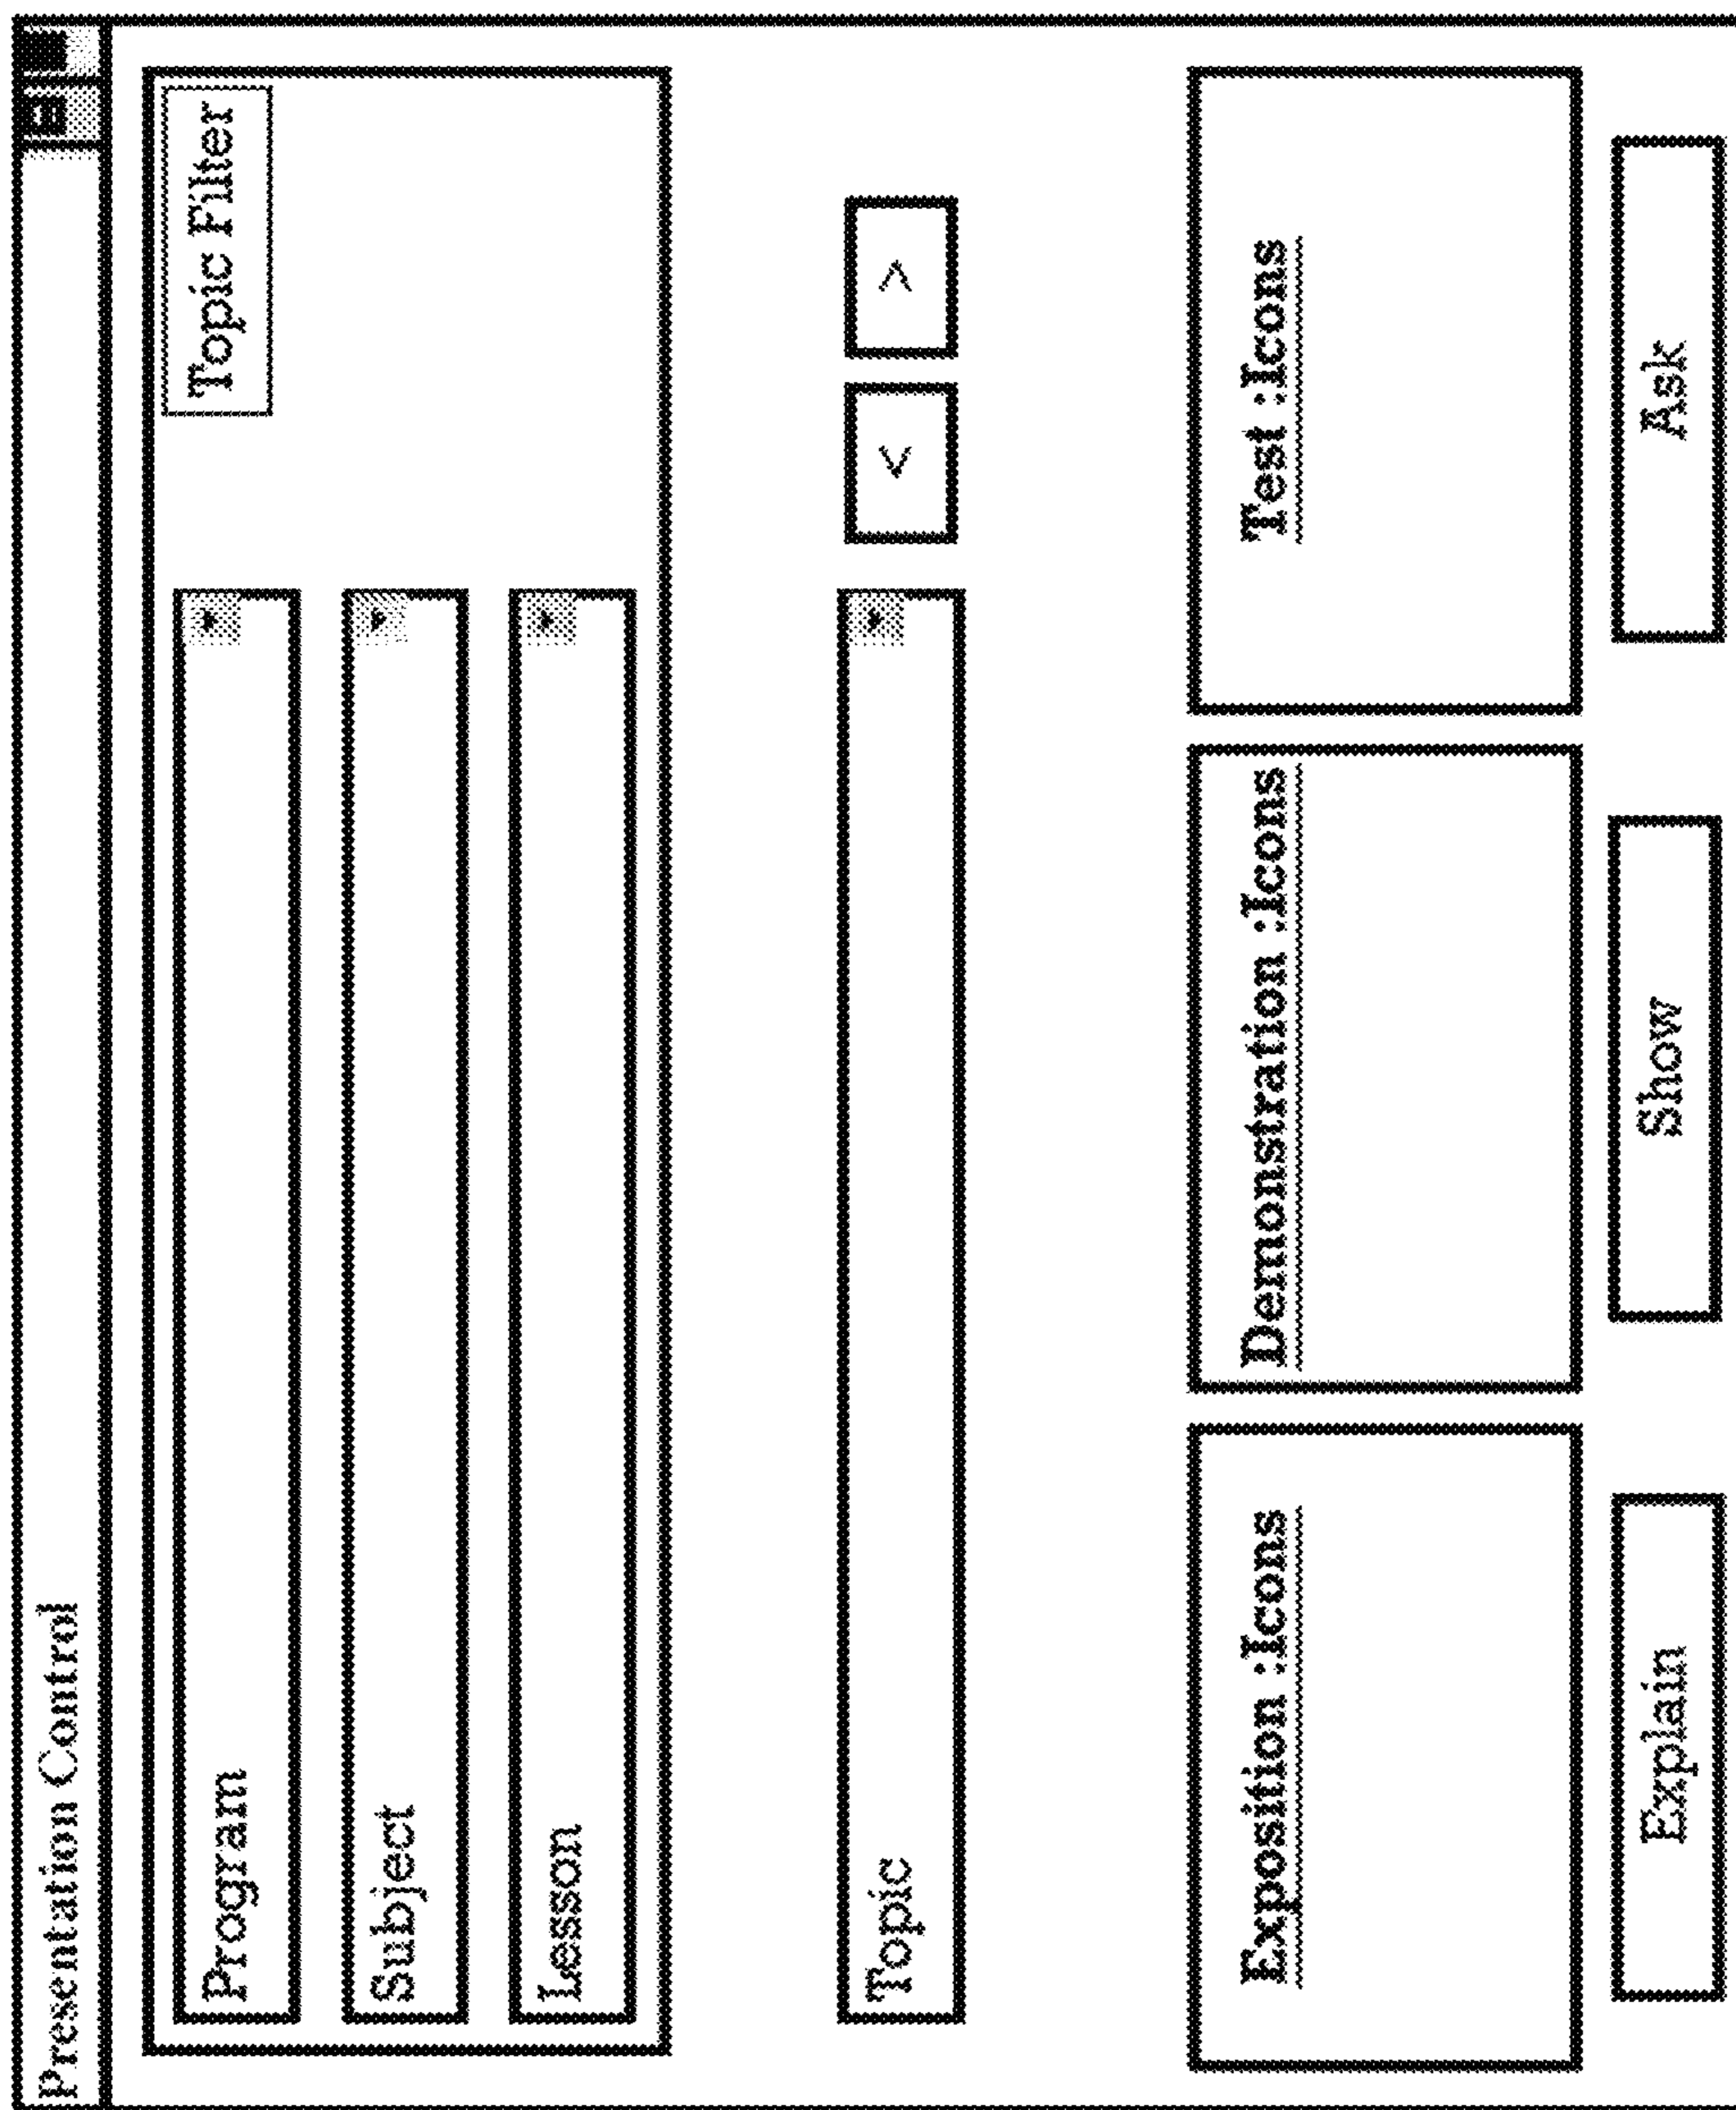 Presentation Control
Topic Filter
Program
Subject
Lesson
Topic
<
>
Exposition :Icons
Demonstration :Icons
Test :Icons
Explain
Show
Ask